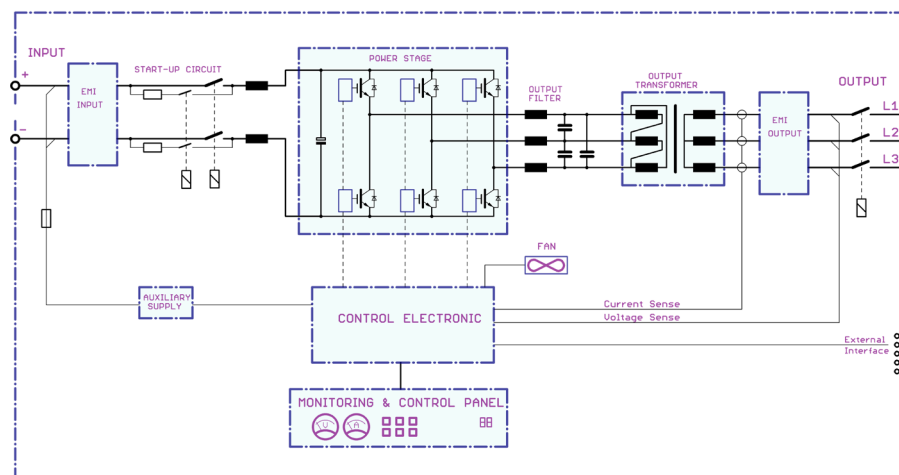 INPUT
+
−
EMI
INPUT
START-UP CIRCUIT
POWER STAGE
OUTPUT
FILTER
OUTPUT
TRANSFORMER
EMI
OUTPUT
OUTPUT
L1
L2
L3
FAN
AUXILIARY
SUPPLY
CONTROL ELECTRONIC
Current Sense
Voltage Sense
External
Interface
MONITORING & CONTROL PANEL
V
A